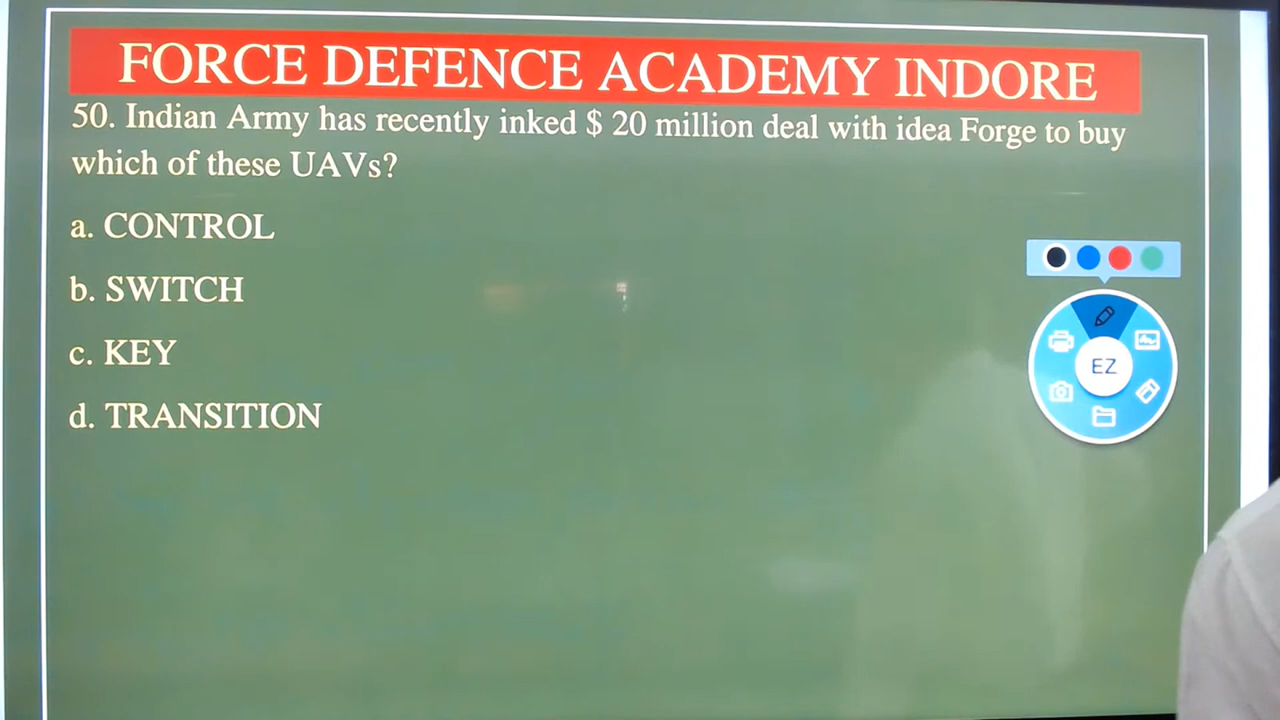 FORCE DEFENCE ACADEMY INDORE
50. Indian Army has recently inked $ 20 million deal with idea Forge to buy
which of these UAVs?
a. CONTROL
b. SWITCH
c. KEY
d. TRANSITION
EZ